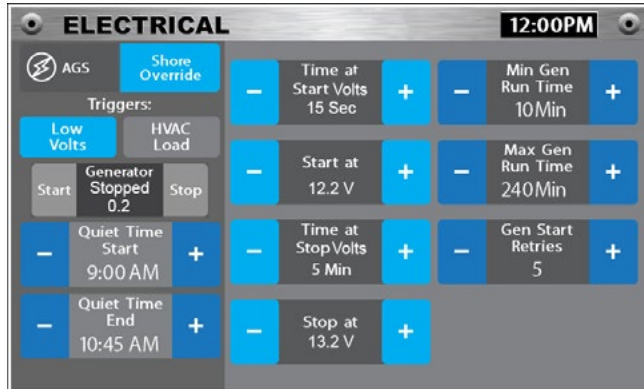 ELECTRICAL
12:00PM
AGS
Shore
Override
Triggers:
Low
Volts
HVAC
Load
Start
Generator
Stopped
0.2
Stop
Quiet Time
Start
9:00 AM
Quiet Time
End
10:45 AM
Time at
Start Volts
15 Sec
Start at
12.2 V
Time at
Stop Volts
5 Min
Stop at
13.2 V
Min Gen
Run Time
10Min
Max Gen
Run Time
240Min
Gen Start
Retries
5